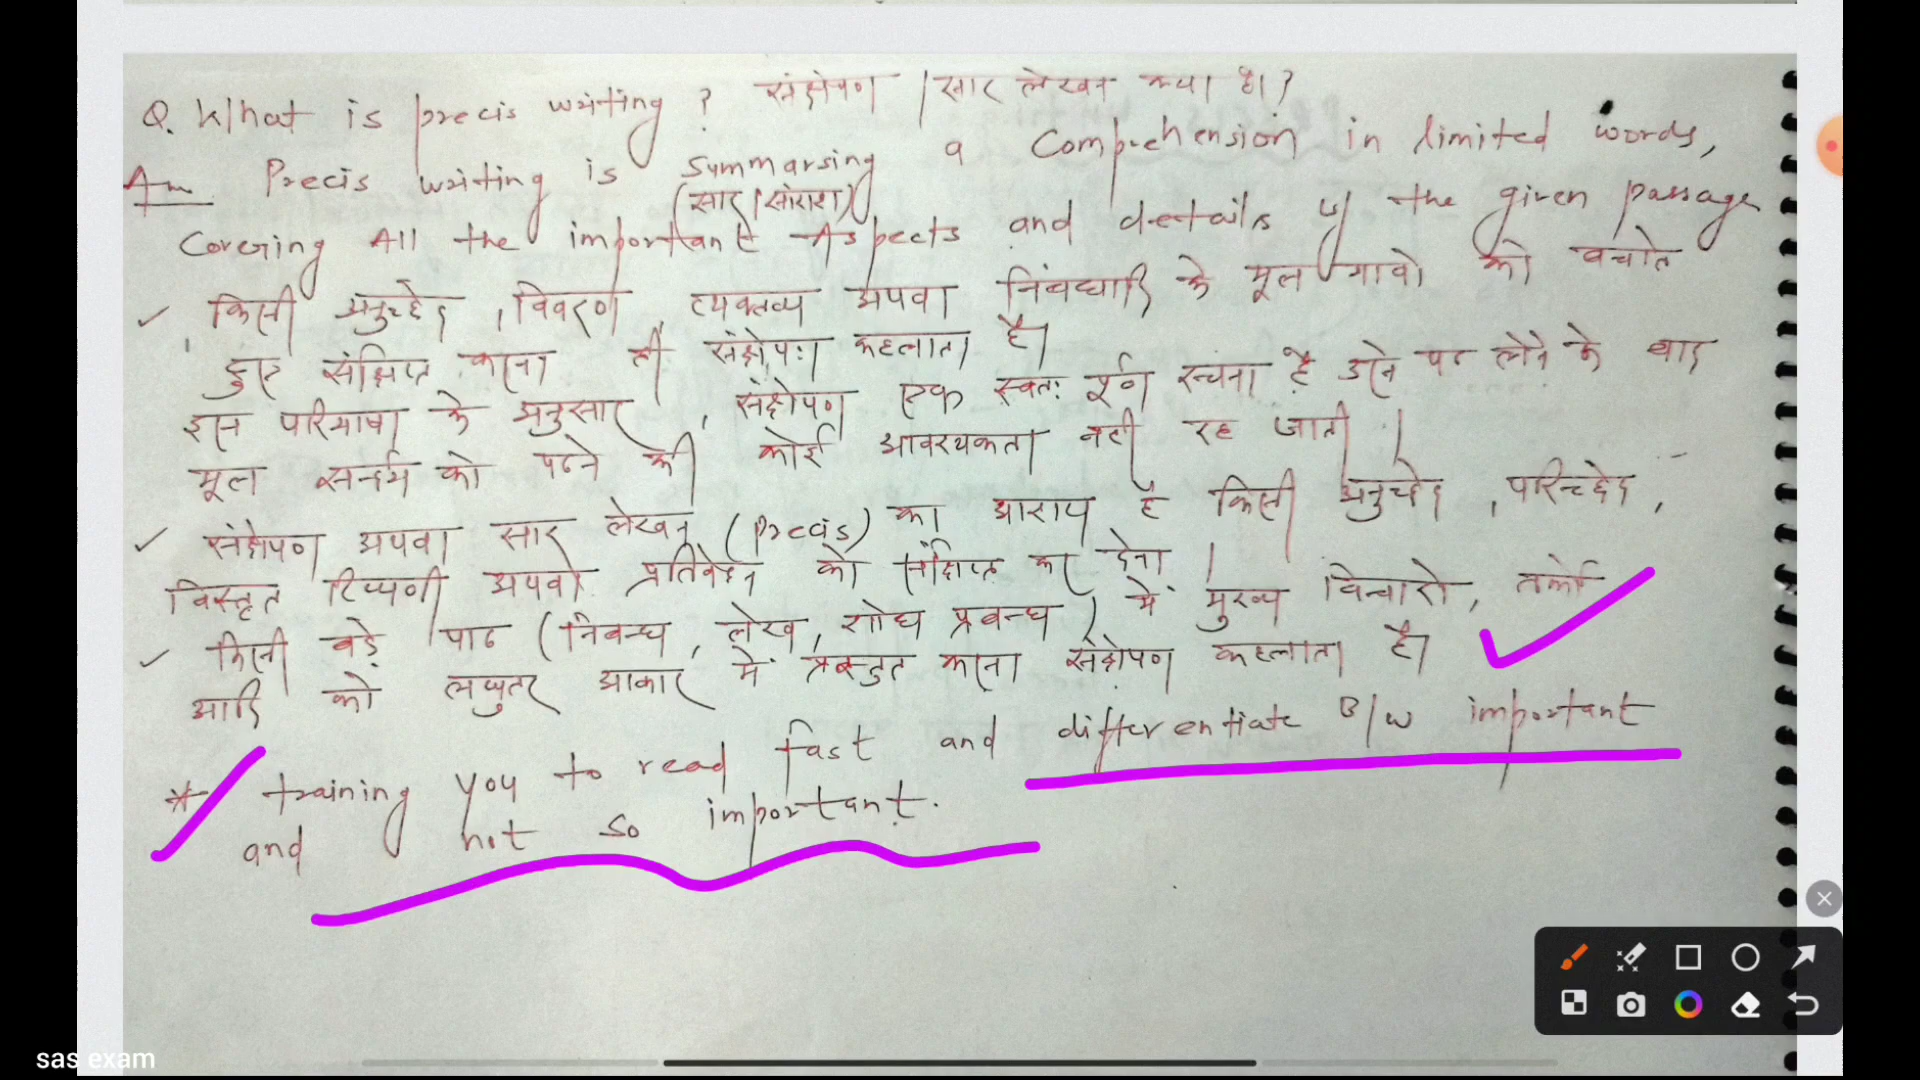 Q. What is precis writing? संक्षेपण / सार लेखन क्या है।?
Ans. Precis writing is summarsing a Comprehension in limited words,
(सार/सारांश)
Covering All the important Aspects and details of the given passage
✓ किसी अनुच्छेद, विवरण, व्यक्तव्य अथवा निबंधादि के मूल भावो को बचाते
हुए संक्षिप्त करना ही संक्षेपण कहलाता है।
इस परिभाषा के अनुसार, संक्षेपण एक स्वतः पूर्ण रचना है उसे पढ लेने के बाद
मूल सन्दर्भ को पढने की कोई आवश्यकता नही रह जाती।
✓ संक्षेपण अथवा सार लेखन (Precis) का आशय है किसी अनुच्छेद, परिच्छेद,
विस्तृत टिप्पणी अथवा प्रतिवेदन को संक्षिप्त कर देना।
✓ किसी बड़े पाठ (निबन्ध, लेख, शोध प्रबन्ध) में मुख्य विचारो, तर्को
आदि को लघुतर आकार में प्रस्तुत करना संक्षेपण कहलाता है।
* training you to read fast and differentiate B/w important
and not so important.
sas exam